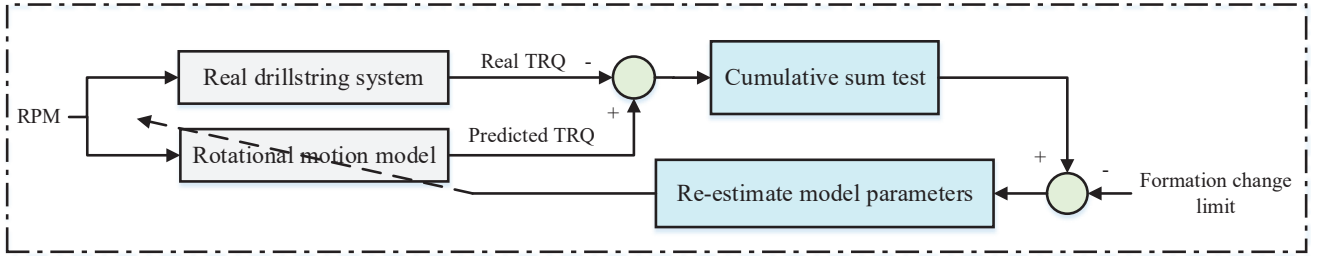 Real drillstring system
Real TRQ
-
Cumulative sum test
RPM
+
Predicted TRQ
Rotational motion model
+
-
Re-estimate model parameters
Formation change
limit